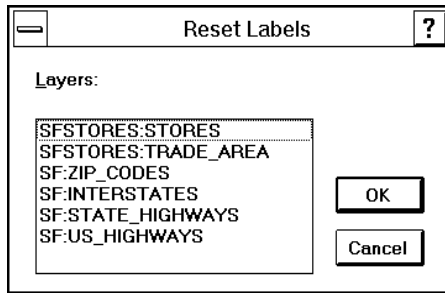 Reset Labels ?
Layers:
SFSTORES:STORES
SFSTORES:TRADE_AREA
SF:ZIP_CODES
SF:INTERSTATES
SF:STATE_HIGHWAYS
SF:US_HIGHWAYS
OK
Cancel